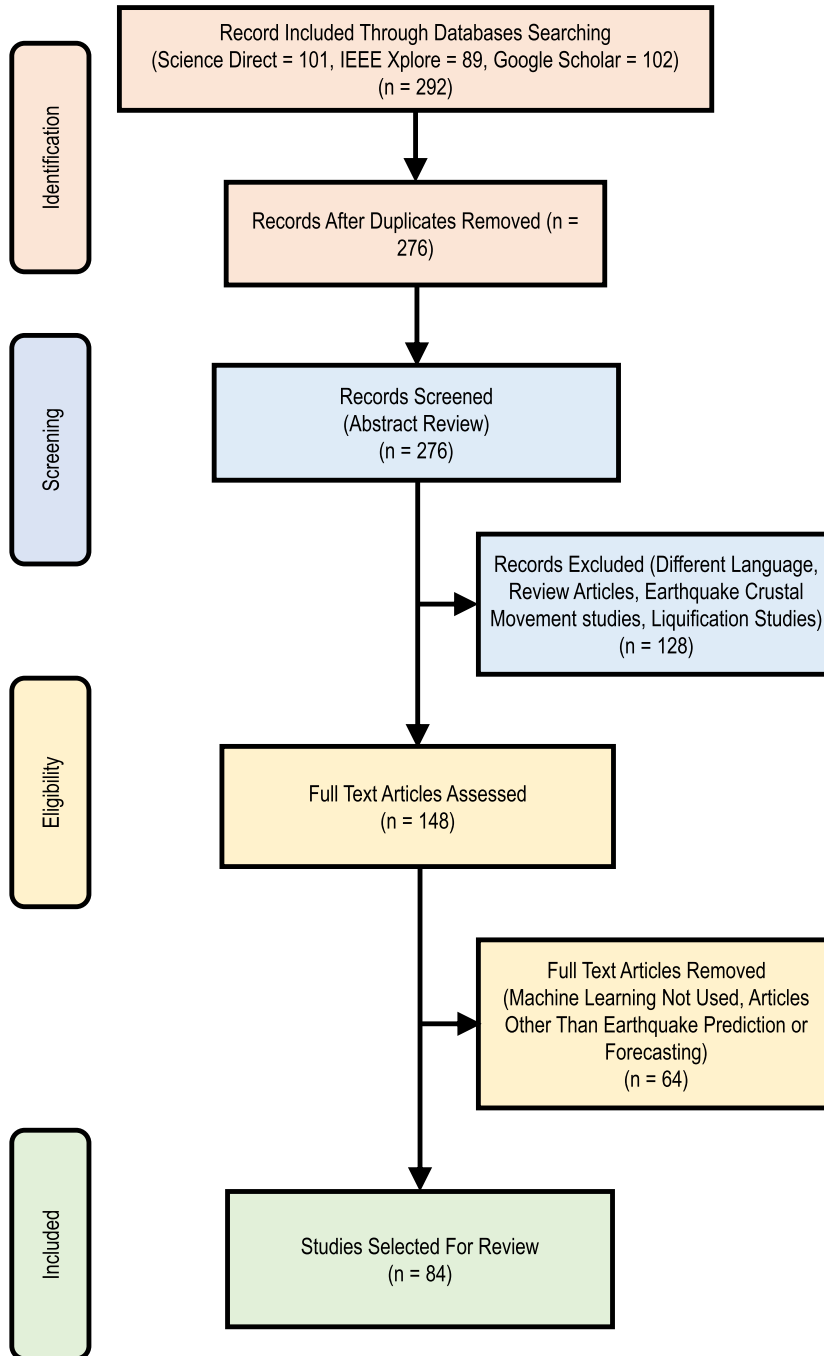 Record Included Through Databases Searching
(Science Direct = 101, IEEE Xplore = 89, Google Scholar = 102)
(n = 292)
Identification
Records After Duplicates Removed (n =
276)
Screening
Records Screened
(Abstract Review)
(n = 276)
Records Excluded (Different Language,
Review Articles, Earthquake Crustal
Movement studies, Liquification Studies)
(n = 128)
Eligibility
Full Text Articles Assessed
(n = 148)
Full Text Articles Removed
(Machine Learning Not Used, Articles
Other Than Earthquake Prediction or
Forecasting)
(n = 64)
Included
Studies Selected For Review
(n = 84)